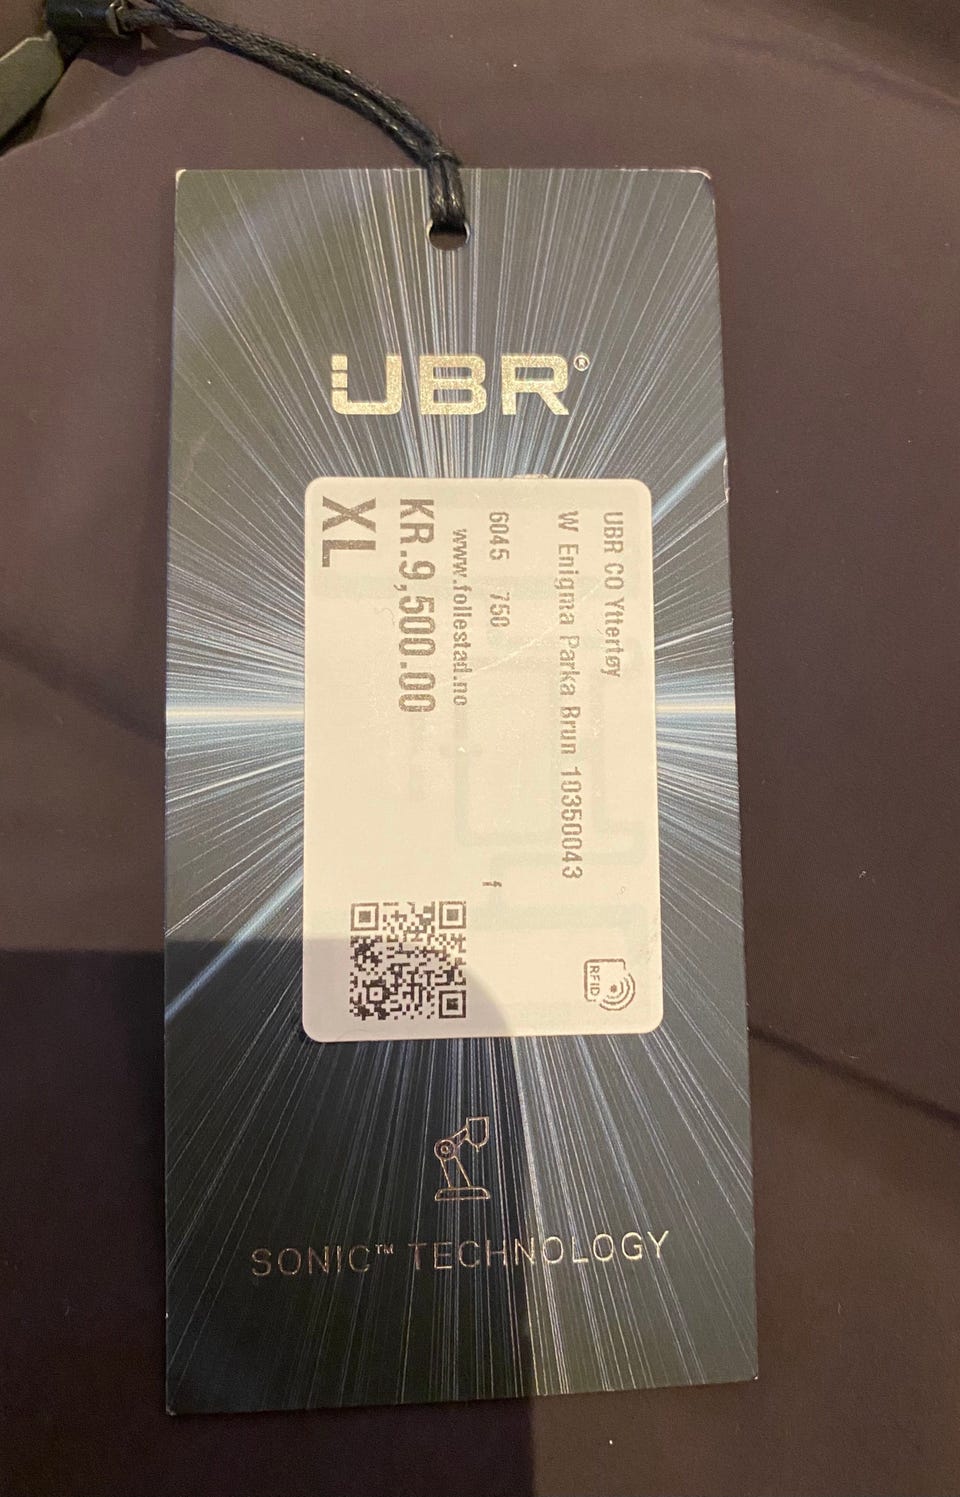 UBR®
UBR CO Yttertøy
W Enigma Parka Brun 10350043
6045 750
f
www.follestad.no
KR.9,500.00
XL
RFID
SONIC™ TECHNOLOGY